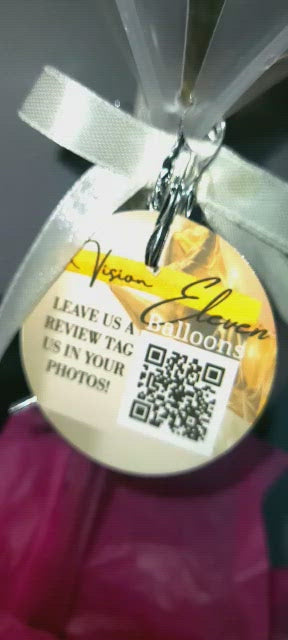 Vision Eleven
Balloons
LEAVE US A
REVIEW TAG
US IN YOUR
PHOTOS!